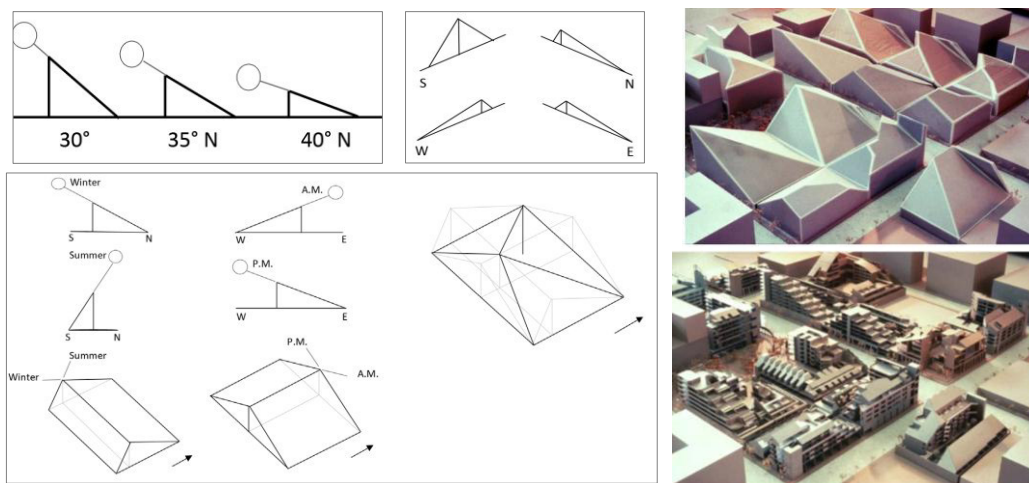 30° 35° N 40° N
S N
W E
Winter A.M.
S N W E
Summer
P.M.
S N W E
Summer P.M.
Winter A.M.